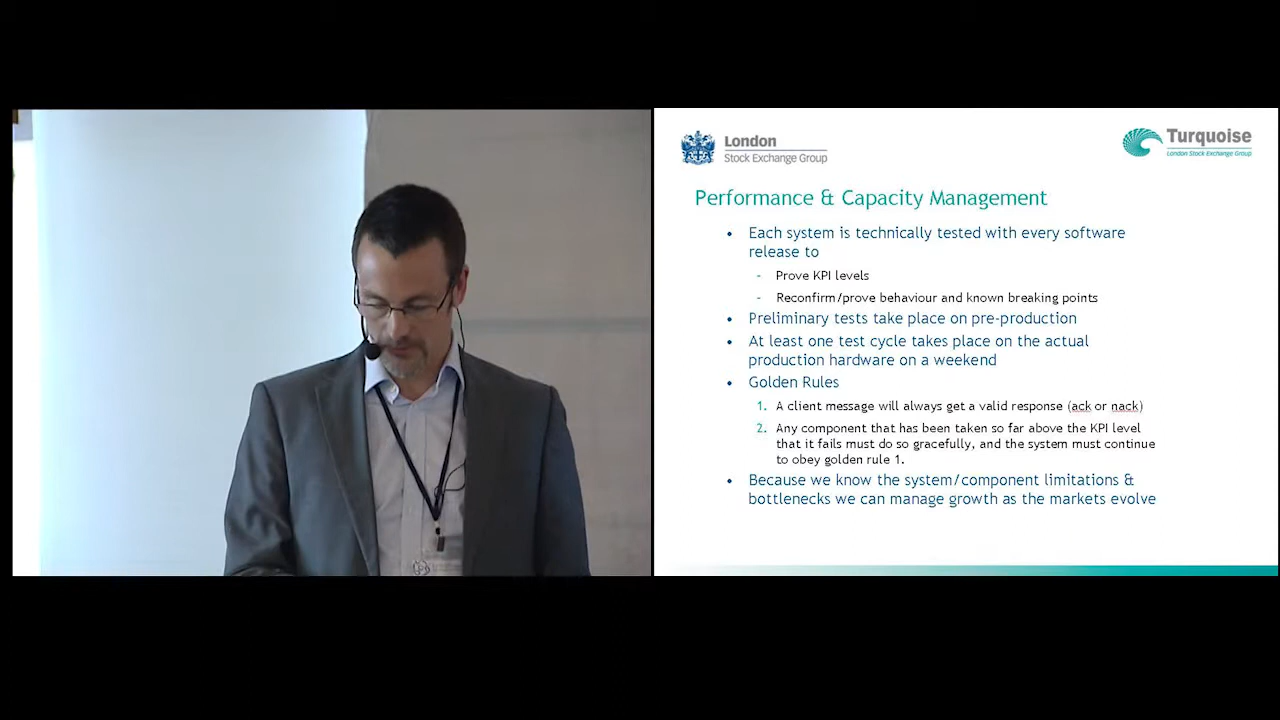 London
Stock Exchange Group
Turquoise
London Stock Exchange Group
Performance & Capacity Management
• Each system is technically tested with every software
release to
- Prove KPI levels
- Reconfirm/prove behaviour and known breaking points
• Preliminary tests take place on pre-production
• At least one test cycle takes place on the actual
production hardware on a weekend
• Golden Rules
1. A client message will always get a valid response (ack or nack)
2. Any component that has been taken so far above the KPI level
that it fails must do so gracefully, and the system must continue
to obey golden rule 1.
• Because we know the system/component limitations &
bottlenecks we can manage growth as the markets evolve